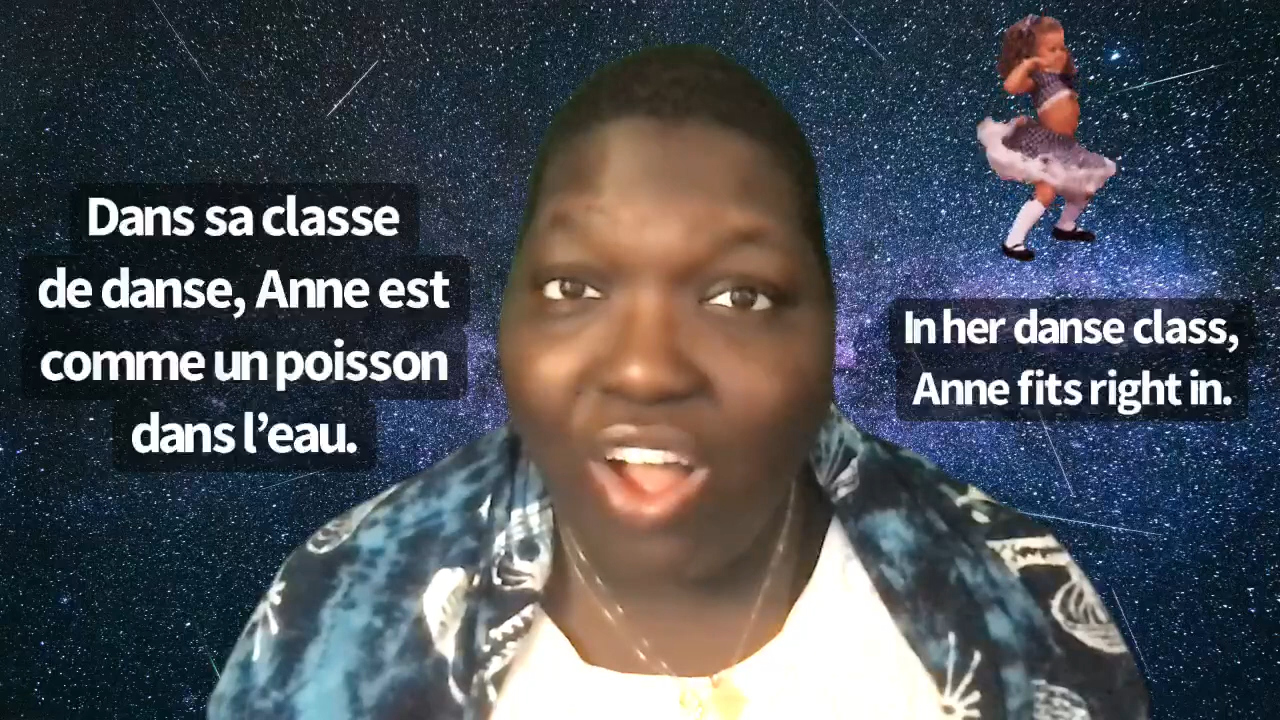 Dans sa classe
de danse, Anne est
comme un poisson
dans l’eau.
In her danse class,
Anne fits right in.